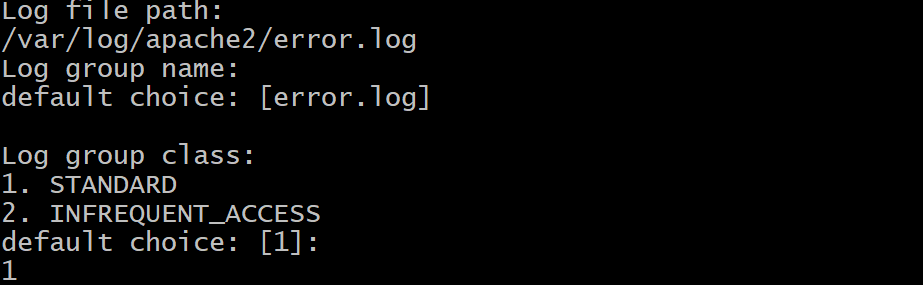 Log file path:
/var/log/apache2/error.log
Log group name:
default choice: [error.log]
Log group class:
1. STANDARD
2. INFREQUENT_ACCESS
default choice: [1]:
1